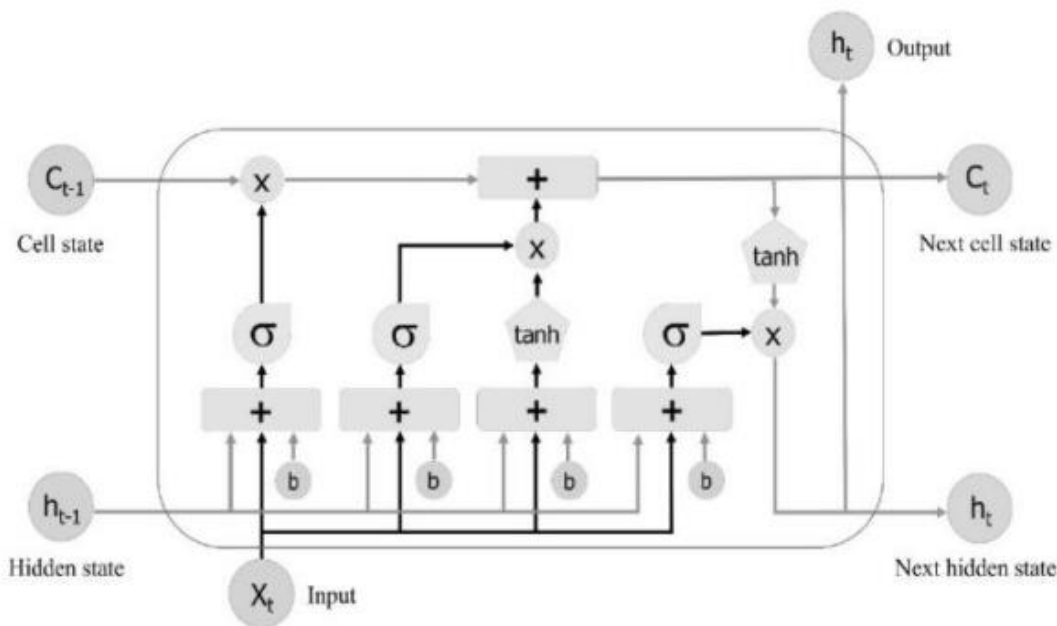 hₜ Output
Cₜ₋₁ x + Cₜ
Cell state x tanh Next cell state
σ σ tanh σ x
+ + + +
b b b b
hₜ₋₁ hₜ
Hidden state Next hidden state
Xₜ Input